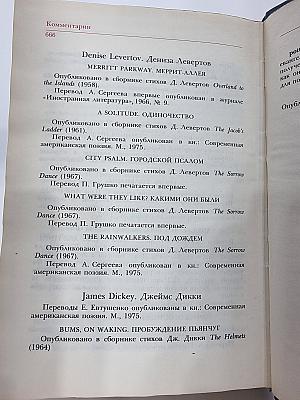 Комментарии
666
Denise Levertov. Дениза Левертов
MERRITT PARKWAY. МЕРРИТ-АЛЛЕЯ
Опубликовано в сборнике стихов Д. Левертов Overland to
the Islands (1958).
Перевод А. Сергеева впервые опубликован в журнале
«Иностранная литература», 1966, № 9.
A SOLITUDE. ОДИНОЧЕСТВО
Опубликовано в сборнике стихов Д. Левертов The Jacob's
Ladder (1961).
Перевод А. Сергеева опубликован в кн.: Современная
американская поэзия. М., 1975.
CITY PSALM. ГОРОДСКОЙ ПСАЛОМ
Опубликовано в сборнике стихов Д. Левертов The Sorrow
Dance (1967).
Перевод П. Грушко печатается впервые.
WHAT WERE THEY LIKE? КАКИМИ ОНИ БЫЛИ
Опубликовано в сборнике стихов Д. Левертов The Sorrow
Dance (1967).
Перевод П. Грушко печатается впервые.
THE RAINWALKERS. ПОД ДОЖДЕМ
Опубликовано в сборнике стихов Д. Левертов The Sorrow
Dance (1967).
Перевод А. Сергеева опубликован в кн.: Современная
американская поэзия. М., 1975.
James Dickey. Джеймс Дикки
Переводы Е. Евтушенко опубликованы в кн.: Современная
американская поэзия. М., 1975.
BUMS, ON WAKING. ПРОБУЖДЕНИЕ ПЬЯНЧУГ
Опубликовано в сборнике стихов Дж. Дикки The Helmets
(1964)